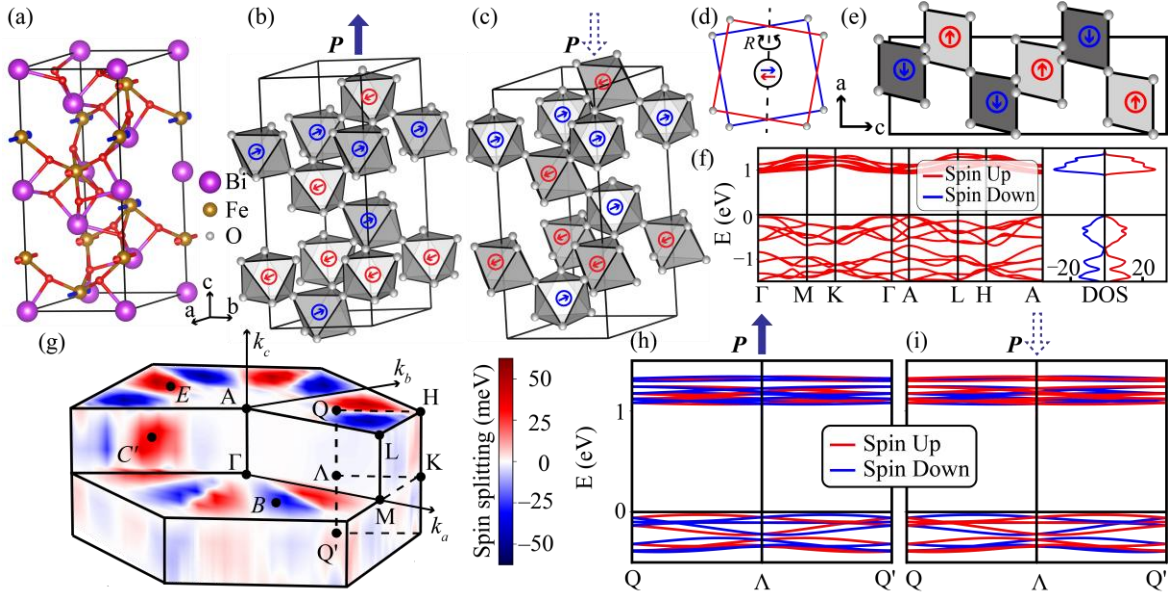 (a)
Bi
Fe
O
c
a
b
(b)
P
(c)
P
(d)
R
(e)
a
c
(f)
E (eV)
1
0
−1
Spin Up
Spin Down
Γ M K Γ A L H A
−20 20
DOS
(g)
k_c
k_b
k_a
E
A
Q
H
C'
L
Γ
Λ
K
B
M
Q'
Spin splitting (meV)
50
25
0
−25
−50
P
(h)
E (eV)
1
0
Spin Up
Spin Down
Q Λ Q'
P
(i)
Q Λ Q'